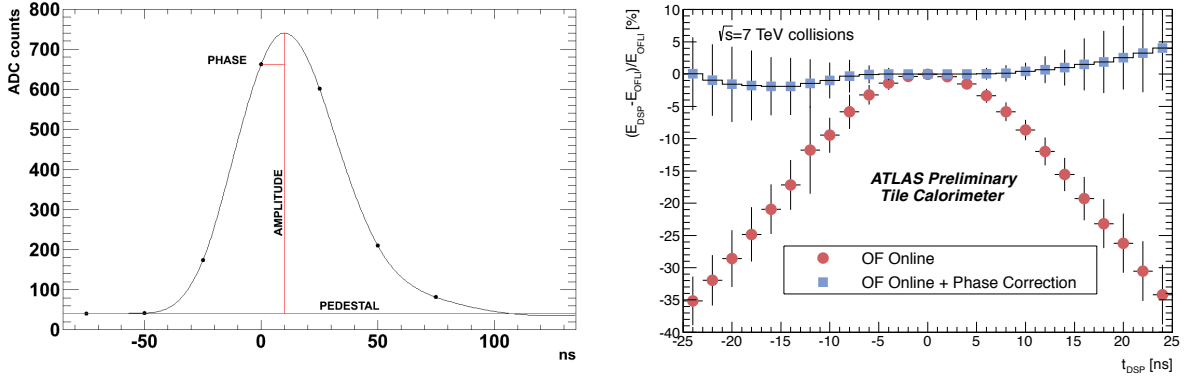 ADC counts
800
700
600
500
400
300
200
100
0
PHASE
AMPLITUDE
PEDESTAL
-50
0
50
100
ns
(E_DSP-E_OFLI)/E_OFLI [%]
10
5
0
-5
-10
-15
-20
-25
-30
-35
-40
√s=7 TeV collisions
ATLAS Preliminary
Tile Calorimeter
OF Online
OF Online + Phase Correction
-25
-20
-15
-10
-5
0
5
10
15
20
25
t_DSP [ns]